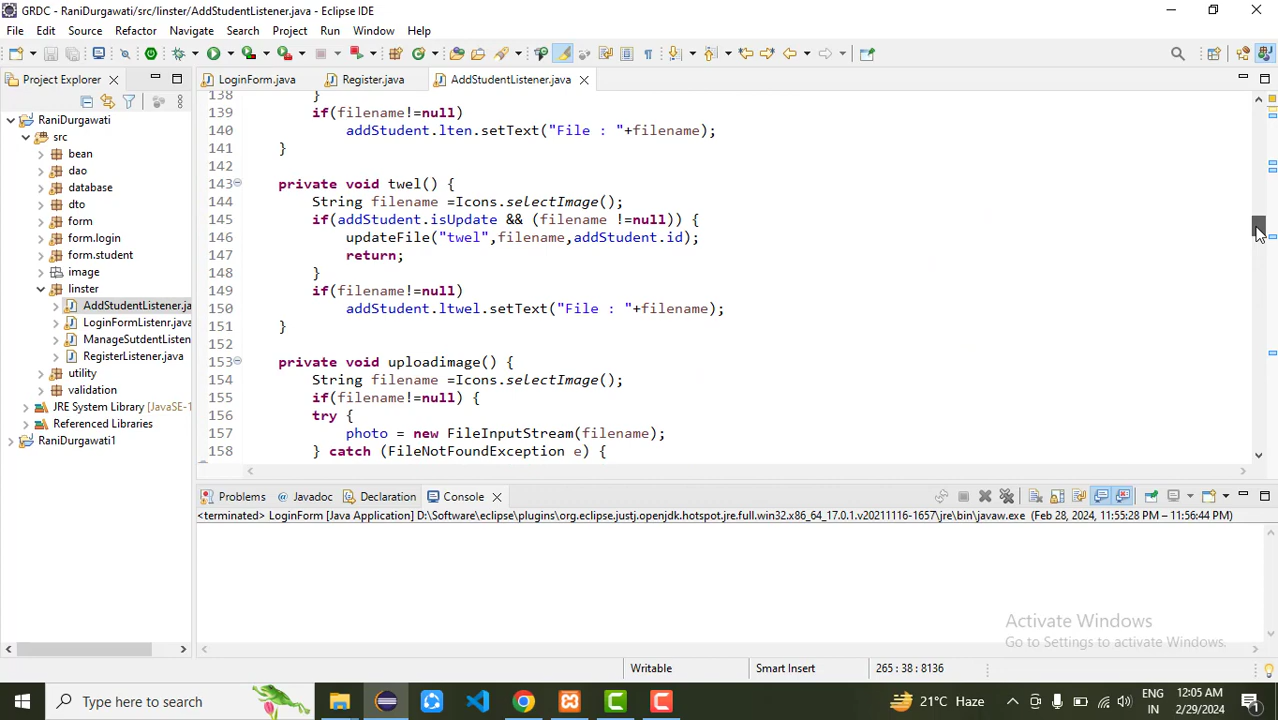 GRDC - RaniDurgawati/src/linster/AddStudentListener.java - Eclipse IDE
File Edit Source Refactor Navigate Search Project Run Window Help
Project Explorer
LoginForm.java Register.java AddStudentListener.java
RaniDurgawati
src
bean
dao
database
dto
form
form.login
form.student
image
linster
AddStudentListener.ja
LoginFormListenr.java
ManageSutdentListen
RegisterListener.java
utility
validation
JRE System Library [JavaSE-1
Referenced Libraries
RaniDurgawati1
138 }
139 if(filename!=null)
140 addStudent.lten.setText("File : "+filename);
141 }
142
143 private void twel() {
144 String filename =Icons.selectImage();
145 if(addStudent.isUpdate && (filename !=null)) {
146 updateFile("twel",filename,addStudent.id);
147 return;
148 }
149 if(filename!=null)
150 addStudent.ltwel.setText("File : "+filename);
151 }
152
153 private void uploadimage() {
154 String filename =Icons.selectImage();
155 if(filename!=null) {
156 try {
157 photo = new FileInputStream(filename);
158 } catch (FileNotFoundException e) {
Problems Javadoc Declaration Console
<terminated> LoginForm [Java Application] D:\Software\eclipse\plugins\org.eclipse.justj.openjdk.hotspot.jre.full.win32.x86_64_17.0.1.v20211116-1657\jre\bin\javaw.exe (Feb 28, 2024, 11:55:28 PM – 11:56:44 PM)
Activate Windows
Go to Settings to activate Windows.
Writable Smart Insert 265 : 38 : 8136
Type here to search
21°C Haze
ENG
IN
12:05 AM
2/29/2024
1